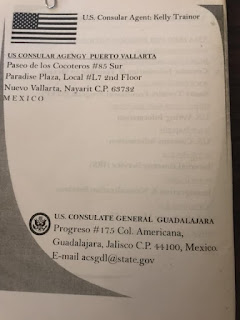 U.S. Consular Agent: Kelly Trainor
US CONSULAR AGENGY PUERTO VALLARTA
Paseo de los Cocoteros #85 Sur
Paradise Plaza, Local #L7 2nd Floor
Nuevo Vallarta, Nayarit C.P. 63732
MEXICO
U.S. CONSULATE GENERAL GUADALAJARA
Progreso #175 Col. Americana,
Guadalajara, Jalisco C.P. 44100, Mexico.
E-mail acsgdl@state.gov